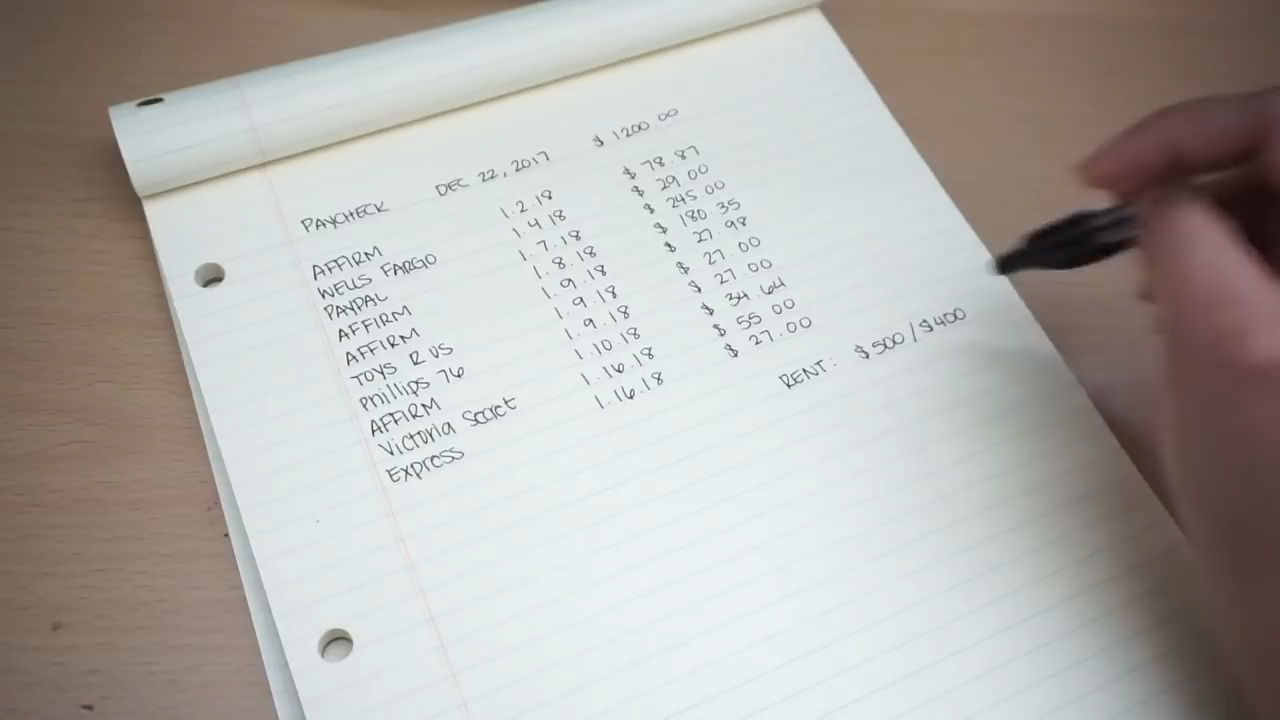 PAYCHECK DEC 22, 2017 $ 1200 00
AFFIRM 1.2.18 $ 78.87
WELLS FARGO 1.4.18 $ 29.00
PAYPAL 1.7.18 $ 245 00
AFFIRM 1.8.18 $ 180.35
AFFIRM 1.9.18 $ 27.98
TOYS R US 1.9.18 $ 27.00
Phillips 76 1.9.18 $ 27.00
AFFIRM 1.10.18 $ 34.64
Victoria Secret 1.16.18 $ 55 00
Express 1.16.18 $ 27.00
RENT: $500/$400